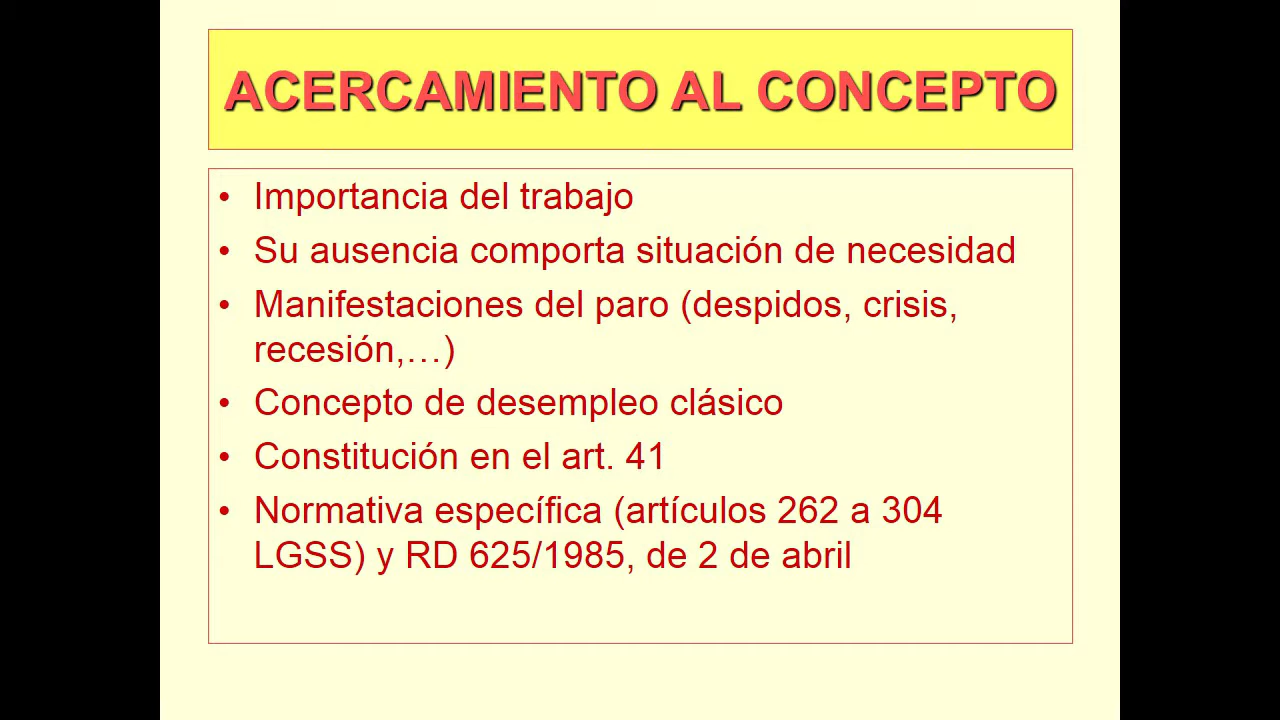 ACERCAMIENTO AL CONCEPTO
• Importancia del trabajo
• Su ausencia comporta situación de necesidad
• Manifestaciones del paro (despidos, crisis,
recesión,…)
• Concepto de desempleo clásico
• Constitución en el art. 41
• Normativa específica (artículos 262 a 304
LGSS) y RD 625/1985, de 2 de abril